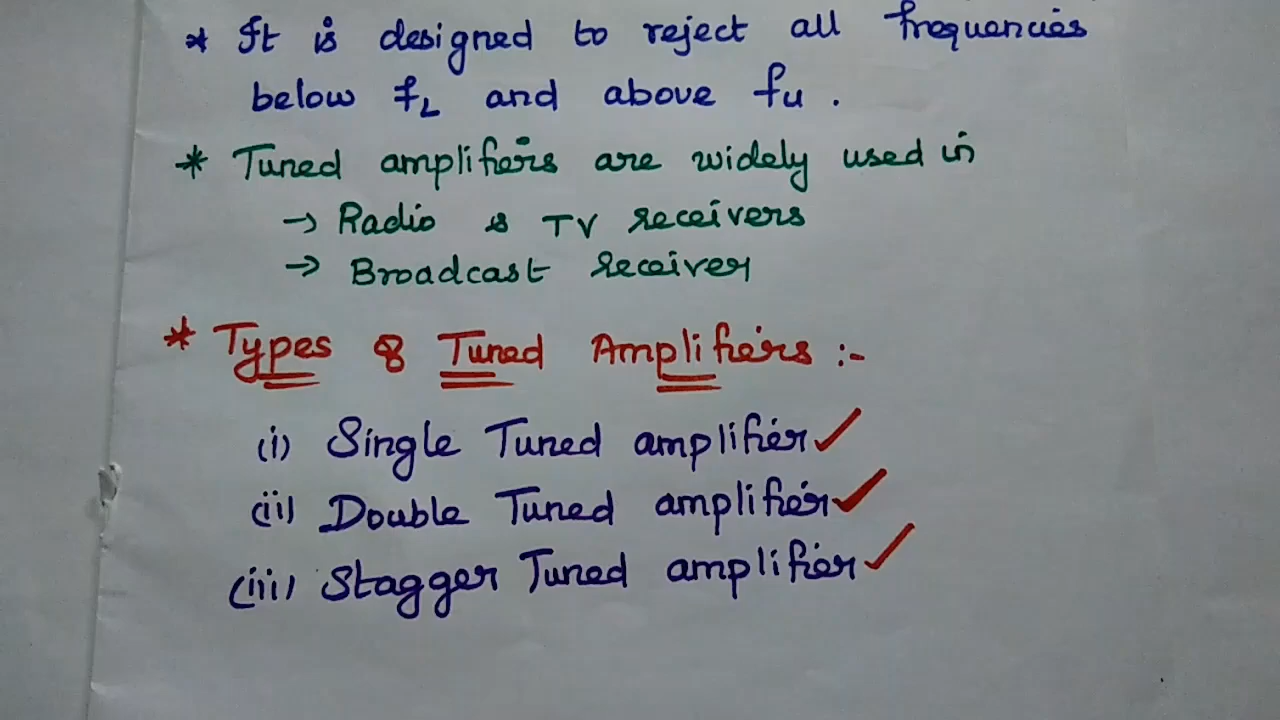 * It is designed to reject all frequencies
below fL and above fu.
* Tuned amplifiers are widely used in
→ Radio & TV receivers
→ Broadcast receiver
* Types of Tuned Amplifiers :-
(i) Single Tuned amplifier ✓
(ii) Double Tuned amplifier ✓
(iii) Stagger Tuned amplifier ✓